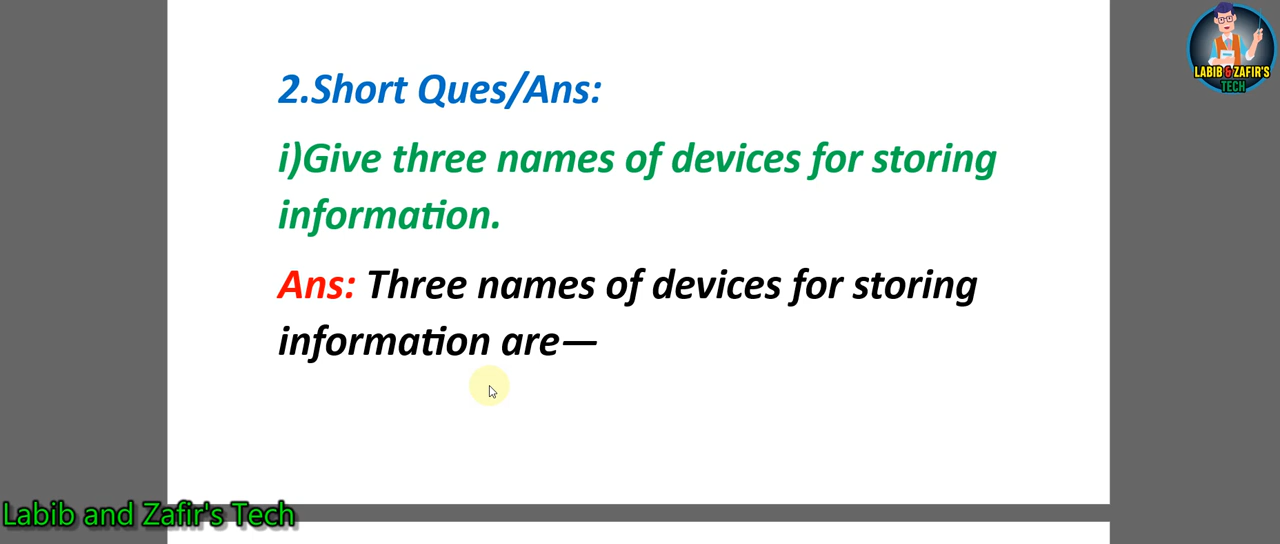 2.Short Ques/Ans:
i)Give three names of devices for storing
information.
Ans: Three names of devices for storing
information are—
LABIB & ZAFIR'S
TECH
Labib and Zafir's Tech